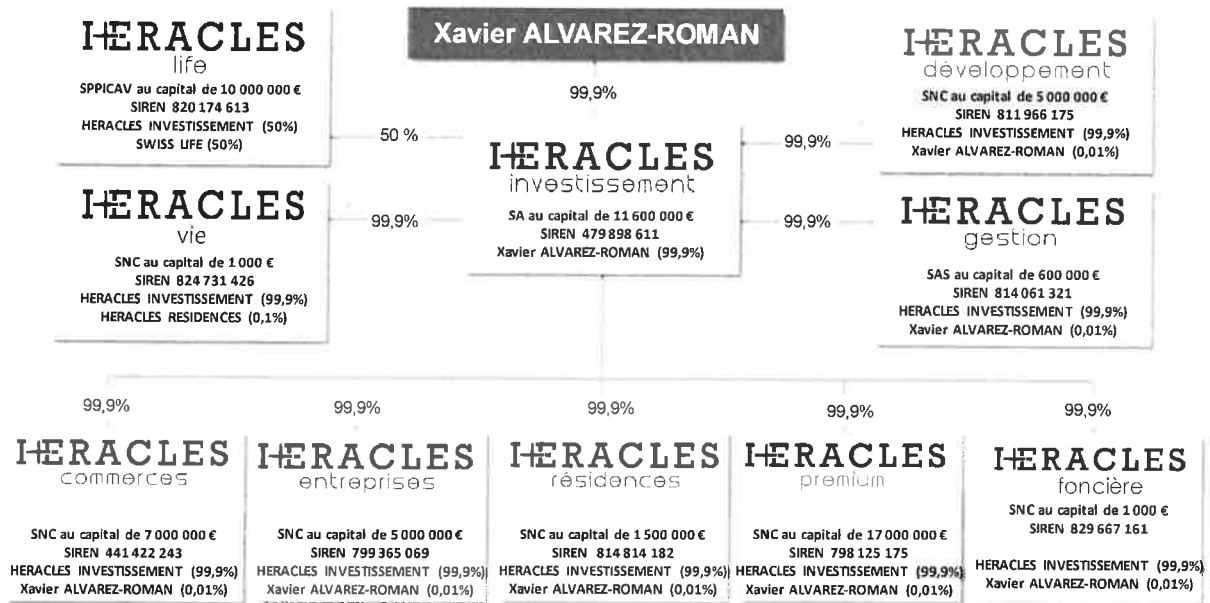 Xavier ALVAREZ-ROMAN
99,9%
HERACLES
life
SPPICAV au capital de 10 000 000 €
SIREN 820 174 613
HERACLES INVESTISSEMENT (50%)
SWISS LIFE (50%)
50 %
HERACLES
investissement
SA au capital de 11 600 000 €
SIREN 479 898 611
Xavier ALVAREZ-ROMAN (99,9%)
99,9%
HERACLES
développement
SNC au capital de 5 000 000 €
SIREN 811 966 175
HERACLES INVESTISSEMENT (99,9%)
Xavier ALVAREZ-ROMAN (0,01%)
HERACLES
vie
SNC au capital de 1 000 €
SIREN 824 731 426
HERACLES INVESTISSEMENT (99,9%)
HERACLES RESIDENCES (0,1%)
99,9%
99,9%
HERACLES
gestion
SAS au capital de 600 000 €
SIREN 814 061 321
HERACLES INVESTISSEMENT (99,9%)
Xavier ALVAREZ-ROMAN (0,01%)
99,9%
HERACLES
commerces
SNC au capital de 7 000 000 €
SIREN 441 422 243
HERACLES INVESTISSEMENT (99,9%)
Xavier ALVAREZ-ROMAN (0,01%)
99,9%
HERACLES
entreprises
SNC au capital de 5 000 000 €
SIREN 799 365 069
HERACLES INVESTISSEMENT (99,9%)
Xavier ALVAREZ-ROMAN (0,01%)
99,9%
HERACLES
résidences
SNC au capital de 1 500 000 €
SIREN 814 814 182
HERACLES INVESTISSEMENT (99,9%)
Xavier ALVAREZ-ROMAN (0,01%)
99,9%
HERACLES
premium
SNC au capital de 17 000 000 €
SIREN 798 125 175
HERACLES INVESTISSEMENT (99,9%)
Xavier ALVAREZ-ROMAN (0,01%)
99,9%
HERACLES
foncière
SNC au capital de 1 000 €
SIREN 829 667 161
HERACLES INVESTISSEMENT (99,9%)
Xavier ALVAREZ-ROMAN (0,01%)